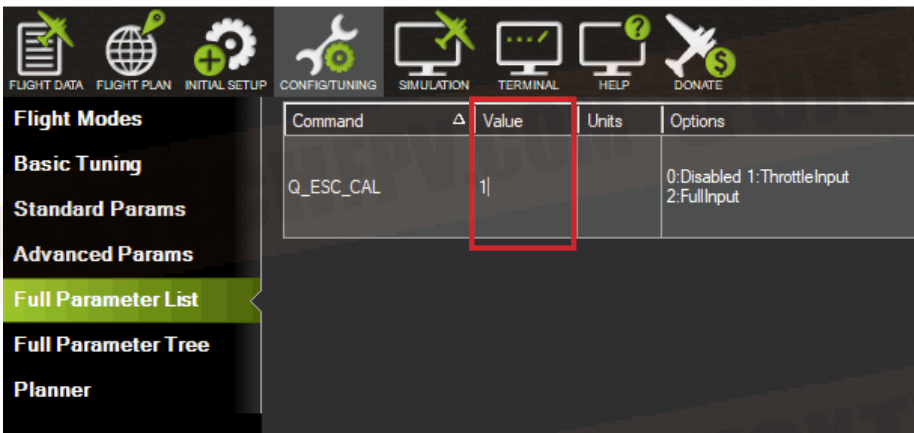 FLIGHT DATA FLIGHT PLAN INITIAL SETUP CONFIG/TUNING SIMULATION TERMINAL HELP DONATE
Flight Modes
Basic Tuning
Standard Params
Advanced Params
Full Parameter List
Full Parameter Tree
Planner
Command Value Units Options
Q_ESC_CAL 1 0:Disabled 1:ThrottleInput
2:FullInput